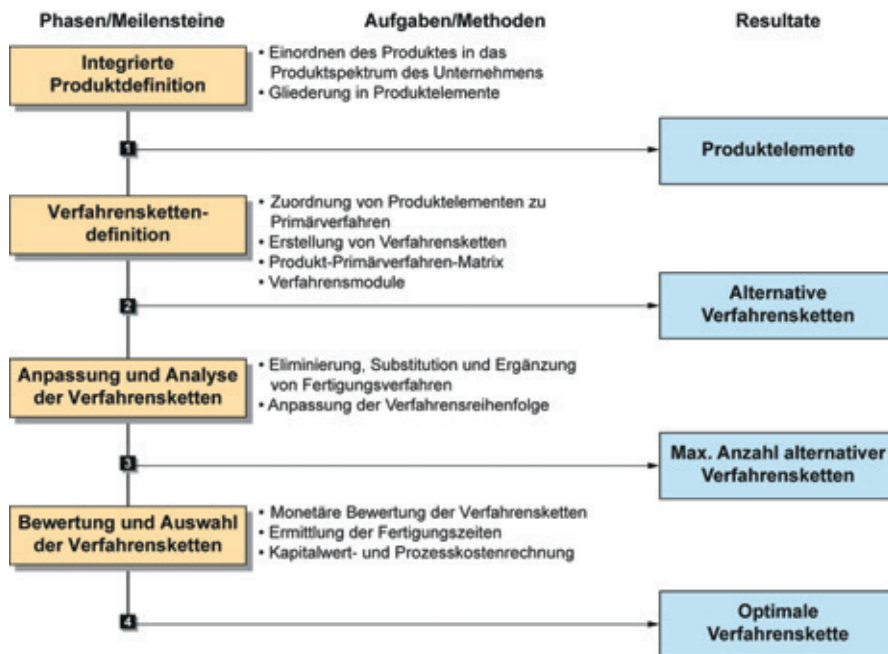 Phasen/Meilensteine
Aufgaben/Methoden
Resultate
Integrierte
Produktdefinition
• Einordnen des Produktes in das
Produktspektrum des Unternehmens
• Gliederung in Produktelemente
1
Produktelemente
Verfahrensketten-
definition
• Zuordnung von Produktelementen zu
Primärverfahren
• Erstellung von Verfahrensketten
• Produkt-Primärverfahren-Matrix
• Verfahrensmodule
2
Alternative
Verfahrensketten
Anpassung und Analyse
der Verfahrensketten
• Eliminierung, Substitution und Ergänzung
von Fertigungsverfahren
• Anpassung der Verfahrensreihenfolge
3
Max. Anzahl alternativer
Verfahrensketten
Bewertung und Auswahl
der Verfahrensketten
• Monetäre Bewertung der Verfahrensketten
• Ermittlung der Fertigungszeiten
• Kapitalwert- und Prozesskostenrechnung
4
Optimale
Verfahrenskette